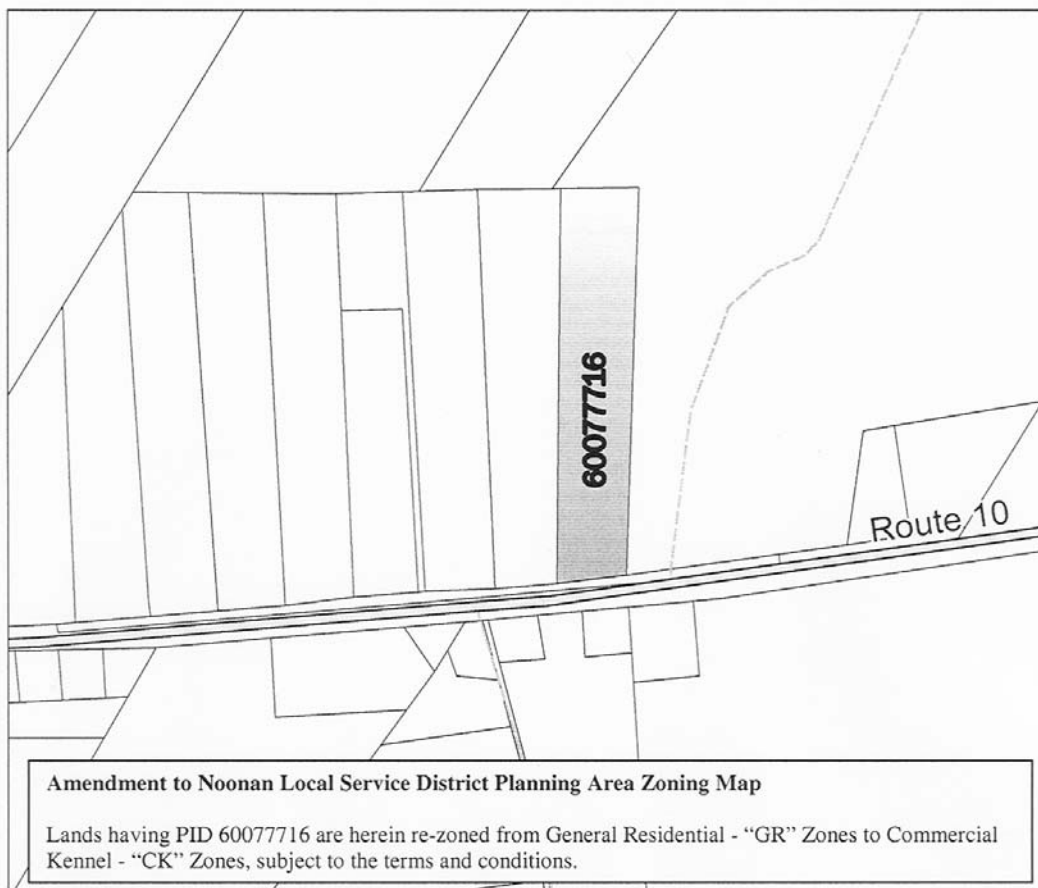 60077716
Route 10
Amendment to Noonan Local Service District Planning Area Zoning Map
Lands having PID 60077716 are herein re-zoned from General Residential - “GR” Zones to Commercial
Kennel - “CK” Zones, subject to the terms and conditions.